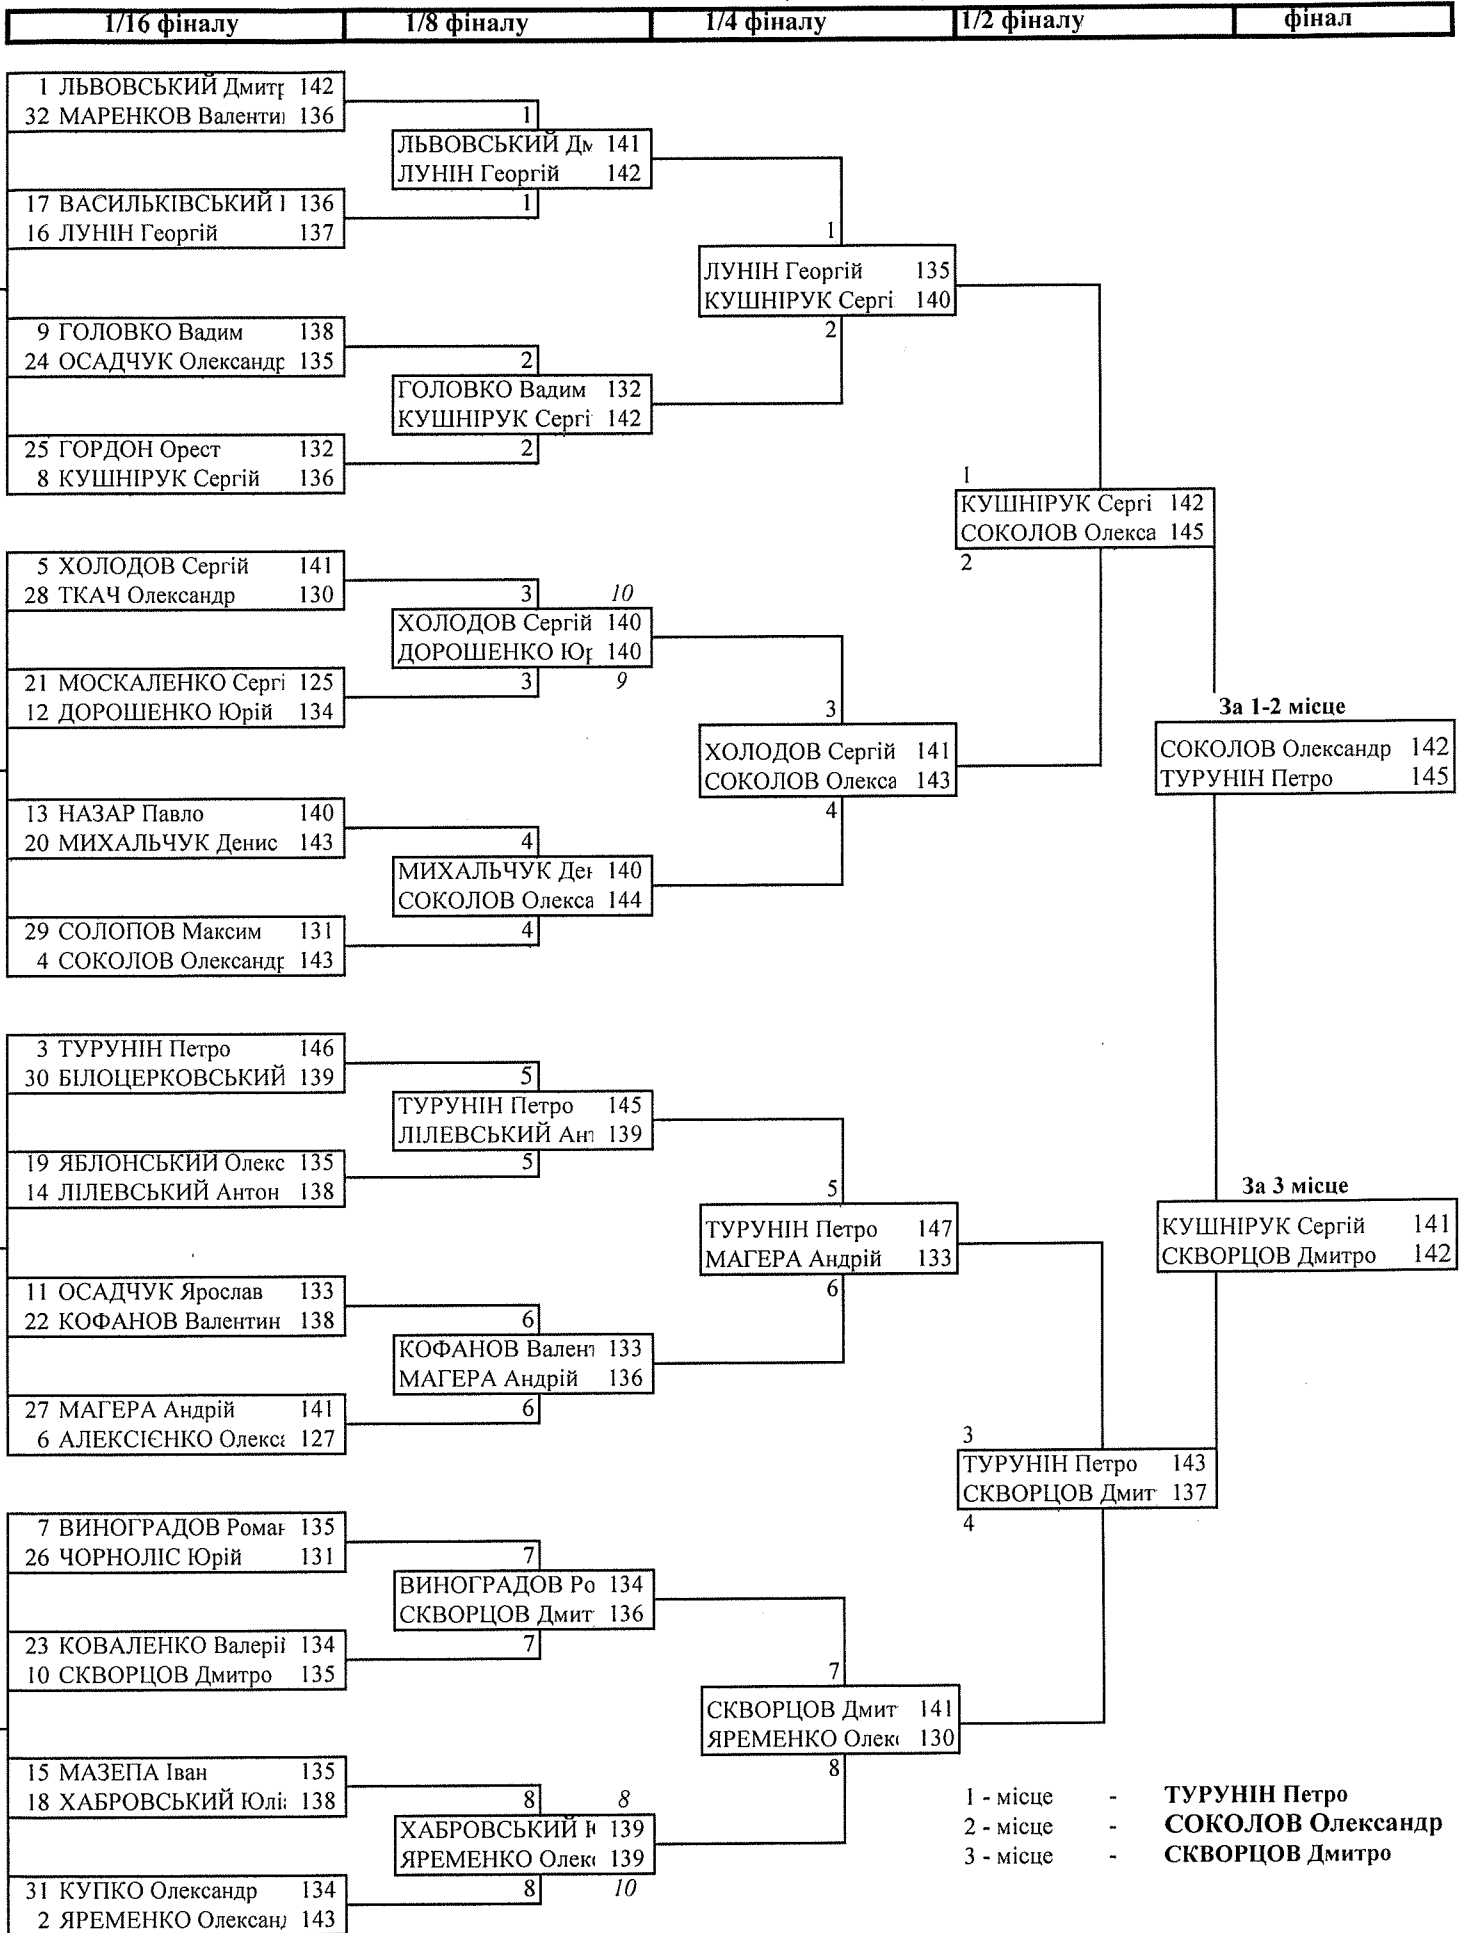 1/16 фіналу 1/8 фіналу 1/4 фіналу 1/2 фіналу фінал
1 ЛЬВОВСЬКИЙ Дмитр 142
32 МАРЕНКОВ Валентин 136
1
ЛЬВОВСЬКИЙ Дм 141
ЛУНІН Георгій 142
17 ВАСИЛЬКІВСЬКИЙ 136
1
16 ЛУНІН Георгій 137
1
ЛУНІН Георгій 135
КУШНІРУК Сергі 140
2
9 ГОЛОВКО Вадим 138
24 ОСАДЧУК Олександр 135
2
ГОЛОВКО Вадим 132
КУШНІРУК Сергі 142
25 ГОРДОН Орест 132
2
8 КУШНІРУК Сергій 136
1
КУШНІРУК Сергі 142
СОКОЛОВ Олекса 145
2
5 ХОЛОДОВ Сергій 141
28 ТКАЧ Олександр 130
3 10
ХОЛОДОВ Сергій 140
ДОРОШЕНКО Юр 140
21 МОСКАЛЕНКО Сергі 125
3 9
12 ДОРОШЕНКО Юрій 134
3
ХОЛОДОВ Сергій 141
СОКОЛОВ Олекса 143
4
За 1-2 місце
СОКОЛОВ Олександр 142
ТУРУНІН Петро 145
13 НАЗАР Павло 140
20 МИХАЛЬЧУК Денис 143
4
МИХАЛЬЧУК Ден 140
СОКОЛОВ Олекса 144
29 СОЛОПОВ Максим 131
4
4 СОКОЛОВ Олександр 143
3 ТУРУНІН Петро 146
30 БІЛОЦЕРКОВСЬКИЙ 139
5
ТУРУНІН Петро 145
ЛІЛЕВСЬКИЙ Ант 139
19 ЯБЛОНСЬКИЙ Олекс 135
5
14 ЛІЛЕВСЬКИЙ Антон 138
5
ТУРУНІН Петро 147
МАГЕРА Андрій 133
6
За 3 місце
КУШНІРУК Сергій 141
СКВОРЦОВ Дмитро 142
11 ОСАДЧУК Ярослав 133
22 КОФАНОВ Валентин 138
6
КОФАНОВ Валент 133
МАГЕРА Андрій 136
27 МАГЕРА Андрій 141
6
6 АЛЕКСІЄНКО Олекса 127
3
ТУРУНІН Петро 143
СКВОРЦОВ Дмит 137
4
7 ВИНОГРАДОВ Роман 135
26 ЧОРНОЛІС Юрій 131
7
ВИНОГРАДОВ Ро 134
СКВОРЦОВ Дмит 136
23 КОВАЛЕНКО Валерій 134
7
10 СКВОРЦОВ Дмитро 135
7
СКВОРЦОВ Дмит 141
ЯРЕМЕНКО Олек 130
8
15 МАЗЕПА Іван 135
18 ХАБРОВСЬКИЙ Юлі 138
8 8
ХАБРОВСЬКИЙ 139
ЯРЕМЕНКО Олек 139
31 КУПКО Олександр 134
8 10
2 ЯРЕМЕНКО Олексан 143
1 - місце - ТУРУНІН Петро
2 - місце - СОКОЛОВ Олександр
3 - місце - СКВОРЦОВ Дмитро